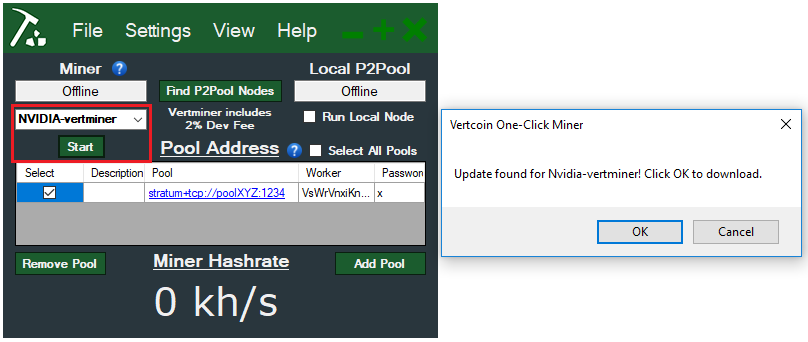 File Settings View Help
Miner ?
Local P2Pool
Offline
Find P2Pool Nodes
Offline
NVIDIA-vertminer
Vertminer includes
2% Dev Fee
Run Local Node
Start
Pool Address ?
Select All Pools
Select Description Pool Worker Passwor
stratum+tcp://poolXYZ:1234 VsWrVnxiKn... x
Remove Pool
Miner Hashrate
Add Pool
0 kh/s
Vertcoin One-Click Miner
Update found for Nvidia-vertminer! Click OK to download.
OK Cancel